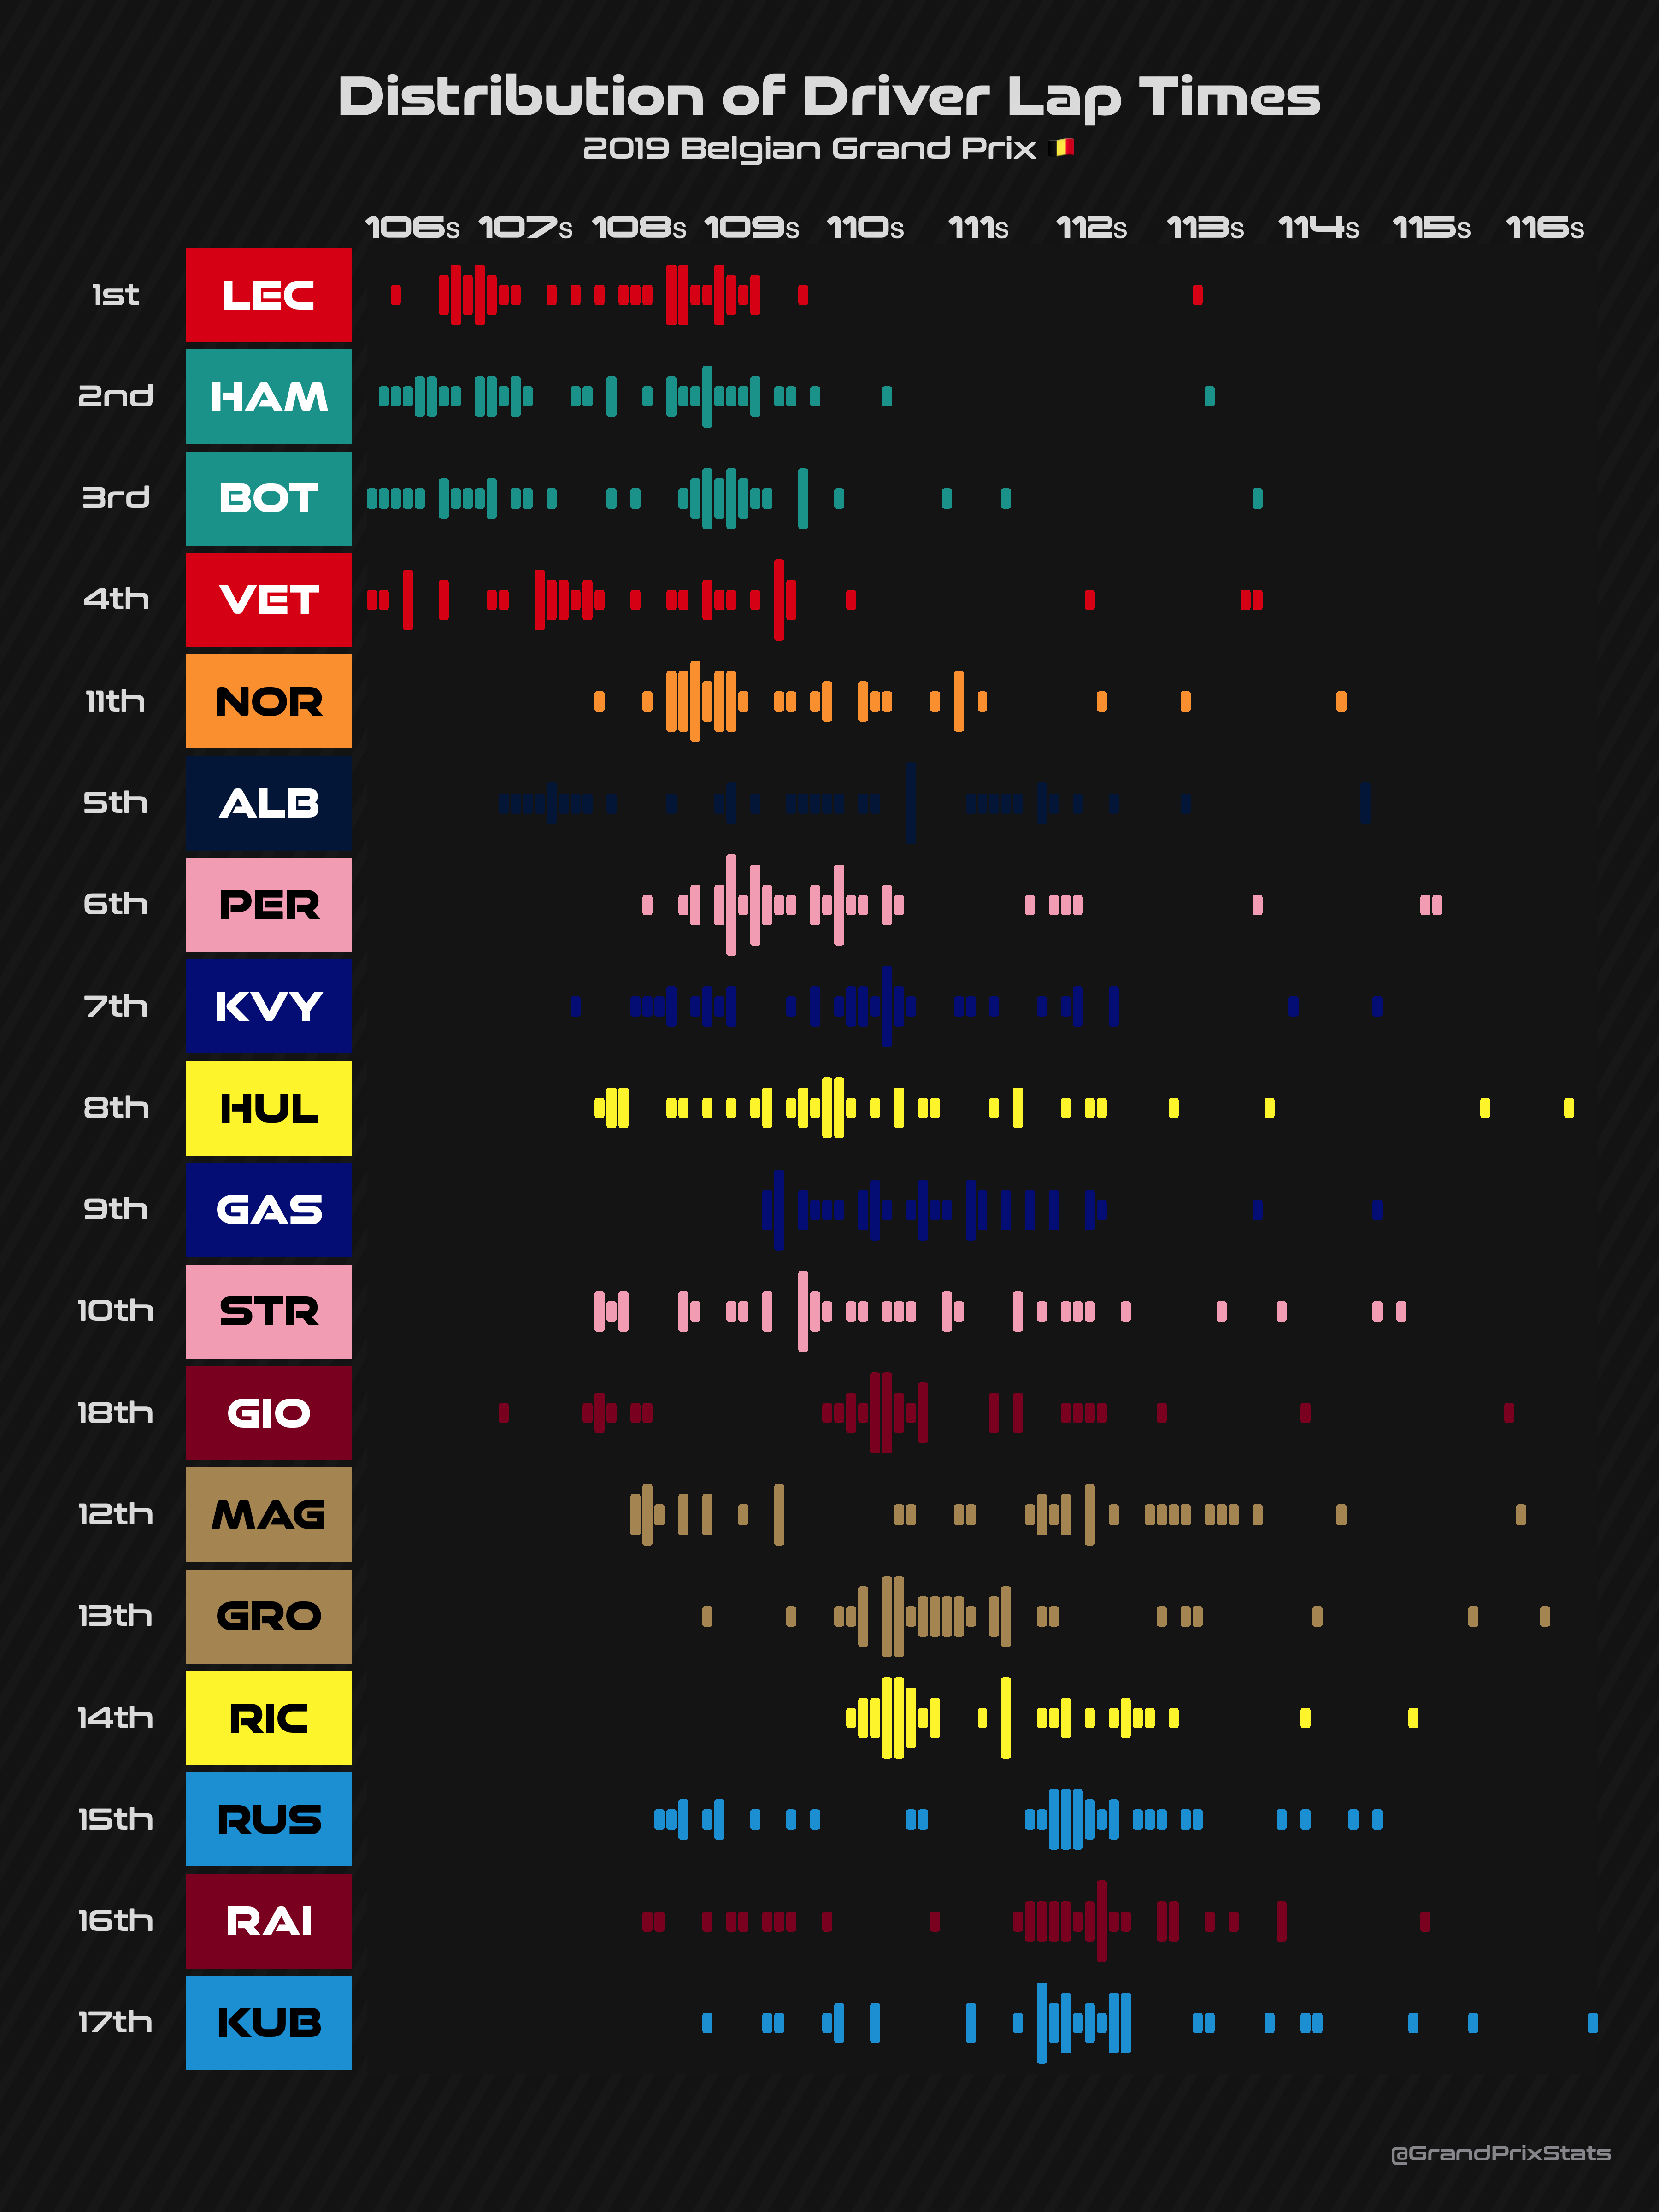 Distribution of Driver Lap Times
2019 Belgian Grand Prix 🇧🇪
106s 107s 108s 109s 110s 111s 112s 113s 114s 115s 116s
1st LEC
2nd HAM
3rd BOT
4th VET
11th NOR
5th ALB
6th PER
7th KVY
8th HUL
9th GAS
10th STR
18th GIO
12th MAG
13th GRO
14th RIC
15th RUS
16th RAI
17th KUB
@GrandPrixStats